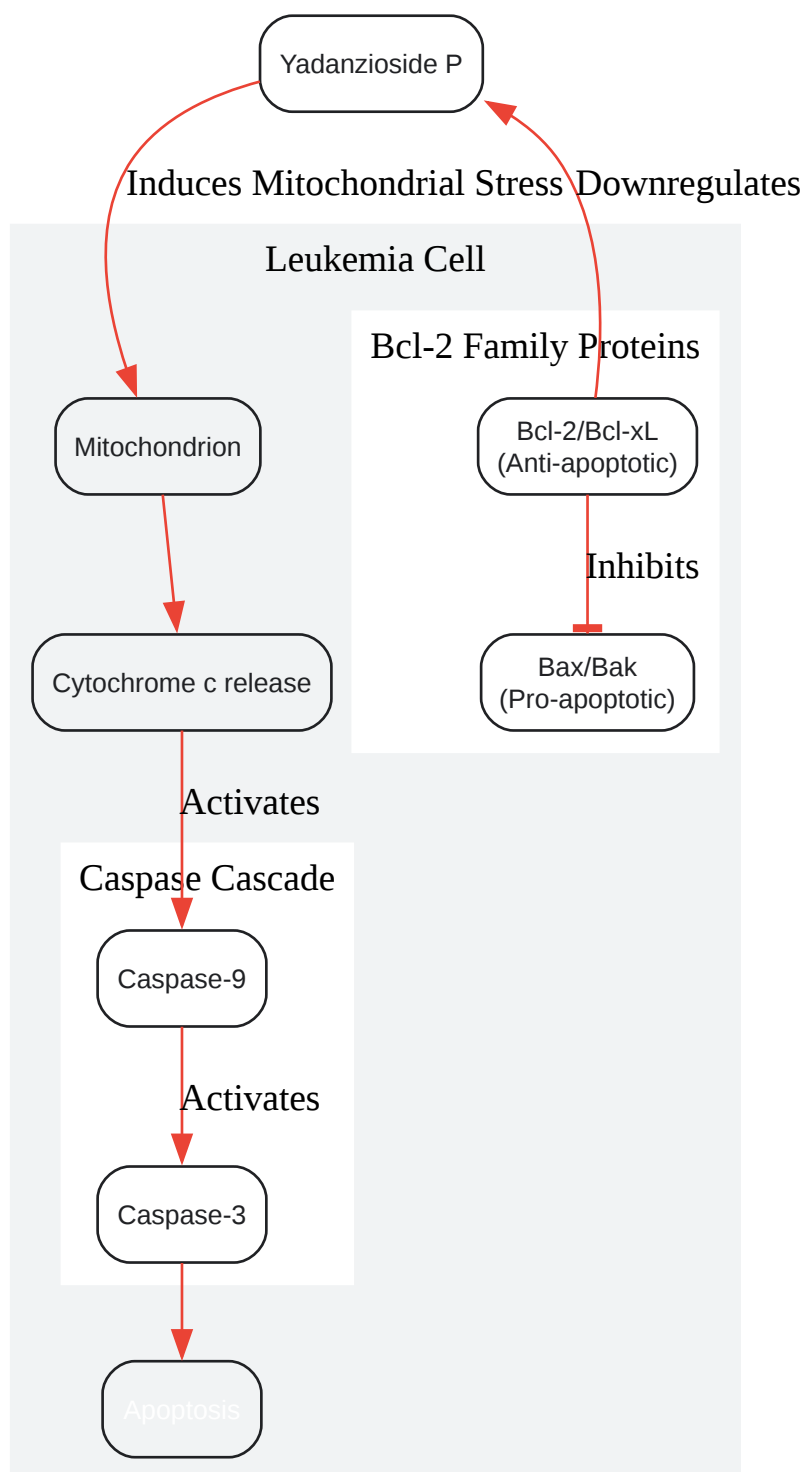 Yadanzioside P
Induces Mitochondrial Stress
Downregulates
Leukemia Cell
Bcl-2 Family Proteins
Mitochondrion
Bcl-2/Bcl-xL
(Anti-apoptotic)
Inhibits
Cytochrome c release
Bax/Bak
(Pro-apoptotic)
Activates
Caspase Cascade
Caspase-9
Activates
Caspase-3
Apoptosis